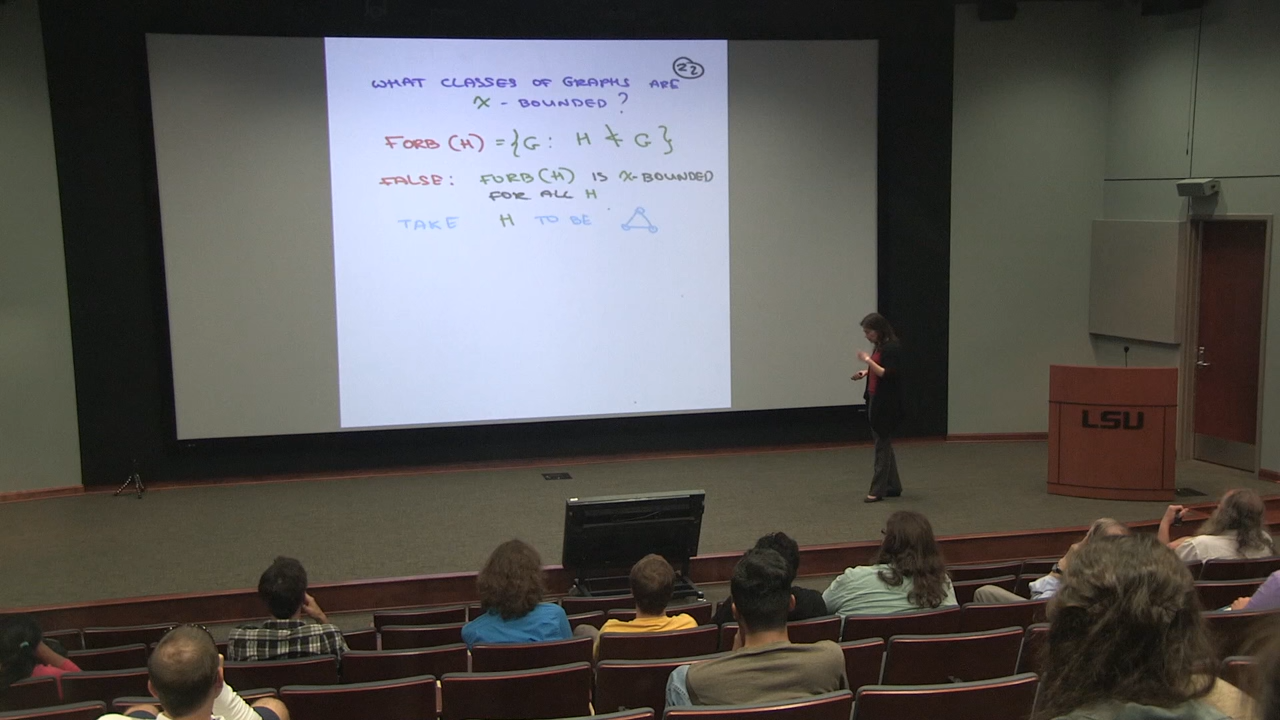 22
WHAT CLASSES OF GRAPHS ARE
χ - BOUNDED ?
FORB (H) = {G : H ⊀ G }
FALSE : FORB (H) IS χ-BOUNDED
FOR ALL H
TAKE H TO BE
LSU